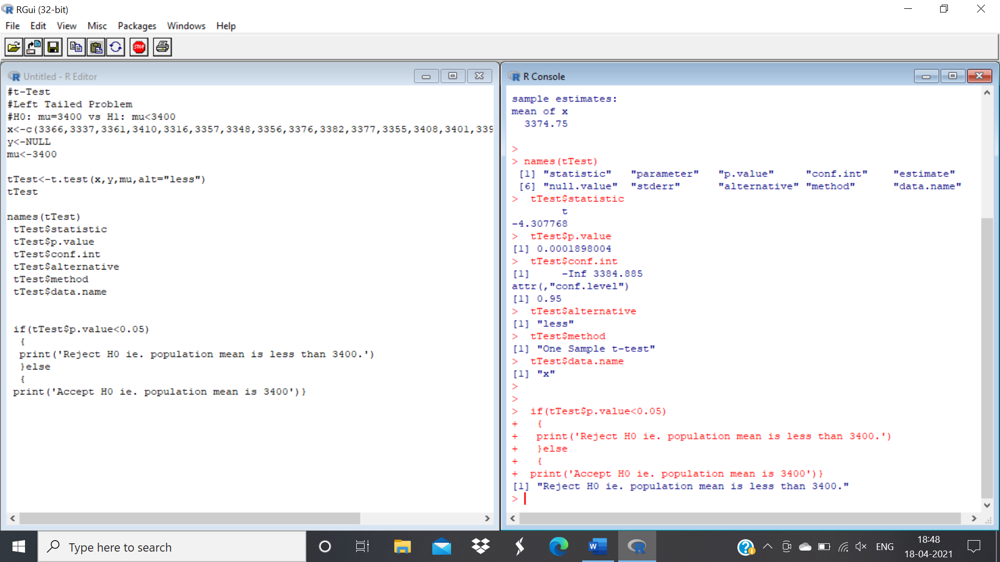 RGui (32-bit)
File Edit View Misc Packages Windows Help
STOP
Untitled - R Editor
#t-Test
#Left Tailed Problem
#H0: mu=3400 vs H1: mu<3400
x<-c(3366,3337,3361,3410,3316,3357,3348,3356,3376,3382,3377,3355,3408,3401,339
y<-NULL
mu<-3400
tTest<-t.test(x,y,mu,alt="less")
tTest
names(tTest)
tTest$statistic
tTest$p.value
tTest$conf.int
tTest$alternative
tTest$method
tTest$data.name
if(tTest$p.value<0.05)
{
print('Reject H0 ie. population mean is less than 3400.')
}else
{
print('Accept H0 ie. population mean is 3400')}
R Console
sample estimates:
mean of x
3374.75
>
> names(tTest)
[1] "statistic" "parameter" "p.value" "conf.int" "estimate"
[6] "null.value" "stderr" "alternative" "method" "data.name"
> tTest$statistic
t
-4.307768
> tTest$p.value
[1] 0.0001898004
> tTest$conf.int
[1] -Inf 3384.885
attr(,"conf.level")
[1] 0.95
> tTest$alternative
[1] "less"
> tTest$method
[1] "One Sample t-test"
> tTest$data.name
[1] "x"
>
>
> if(tTest$p.value<0.05)
+ {
+ print('Reject H0 ie. population mean is less than 3400.')
+ }else
+ {
+ print('Accept H0 ie. population mean is 3400')}
[1] "Reject H0 ie. population mean is less than 3400."
>
Type here to search
W
R
ENG
18:48
18-04-2021